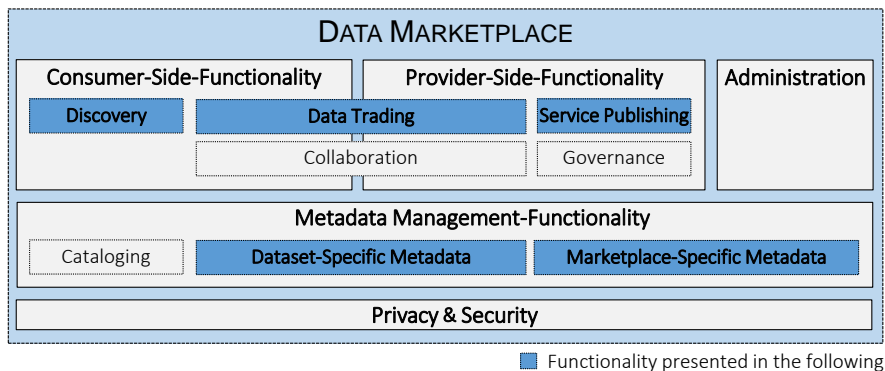 DATA MARKETPLACE
Consumer-Side-Functionality
Provider-Side-Functionality
Administration
Discovery
Data Trading
Service Publishing
Collaboration
Governance
Metadata Management-Functionality
Cataloging
Dataset-Specific Metadata
Marketplace-Specific Metadata
Privacy & Security
Functionality presented in the following